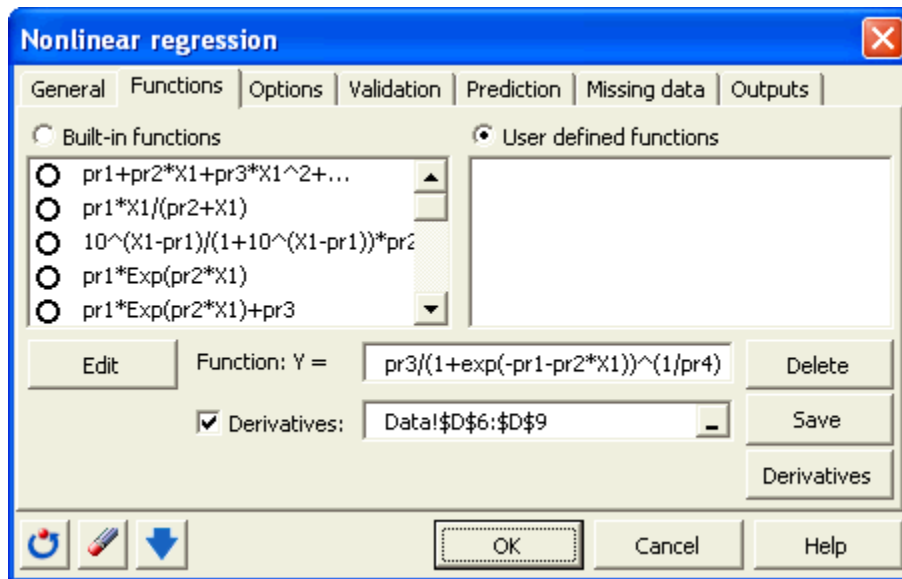 Nonlinear regression
General Functions Options Validation Prediction Missing data Outputs
Built-in functions
pr1+pr2*X1+pr3*X1^2+...
pr1*X1/(pr2+X1)
10^(X1-pr1)/(1+10^(X1-pr1))*pr2
pr1*Exp(pr2*X1)
pr1*Exp(pr2*X1)+pr3
User defined functions
Edit Function: Y = pr3/(1+exp(-pr1-pr2*X1))^(1/pr4) Delete
Derivatives: Data!$D$6:$D$9 Save
Derivatives
OK Cancel Help